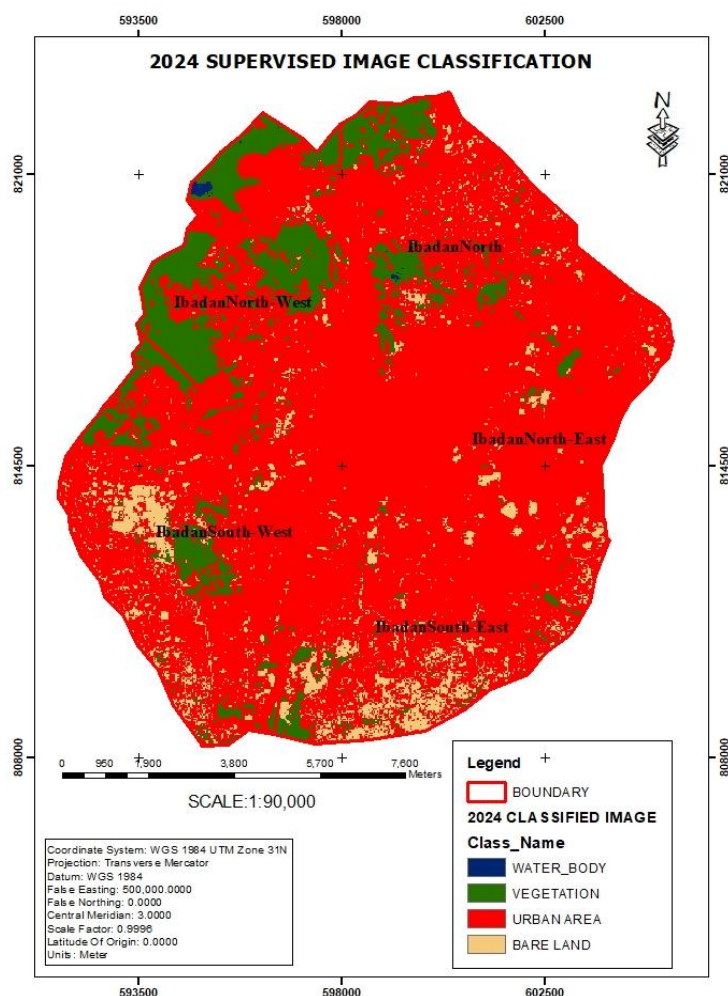 593500 598000 602500
2024 SUPERVISED IMAGE CLASSIFICATION
N
821000 821000
IbadanNorth
IbadanNorth-West
IbadanNorth-East
814500 814500
IbadanSouth-West
IbadanSouth-East
808000 808000
0 950 1,900 3,800 5,700 7,600
Meters
SCALE:1:90,000
Coordinate System: WGS 1984 UTM Zone 31N
Projection: Transverse Mercator
Datum: WGS 1984
False Easting: 500,000.0000
False Northing: 0.0000
Central Meridian: 3.0000
Scale Factor: 0.9996
Latitude Of Origin: 0.0000
Units: Meter
Legend
BOUNDARY
2024 CLASSIFIED IMAGE
Class_Name
WATER_BODY
VEGETATION
URBAN AREA
BARE LAND
593500 598000 602500